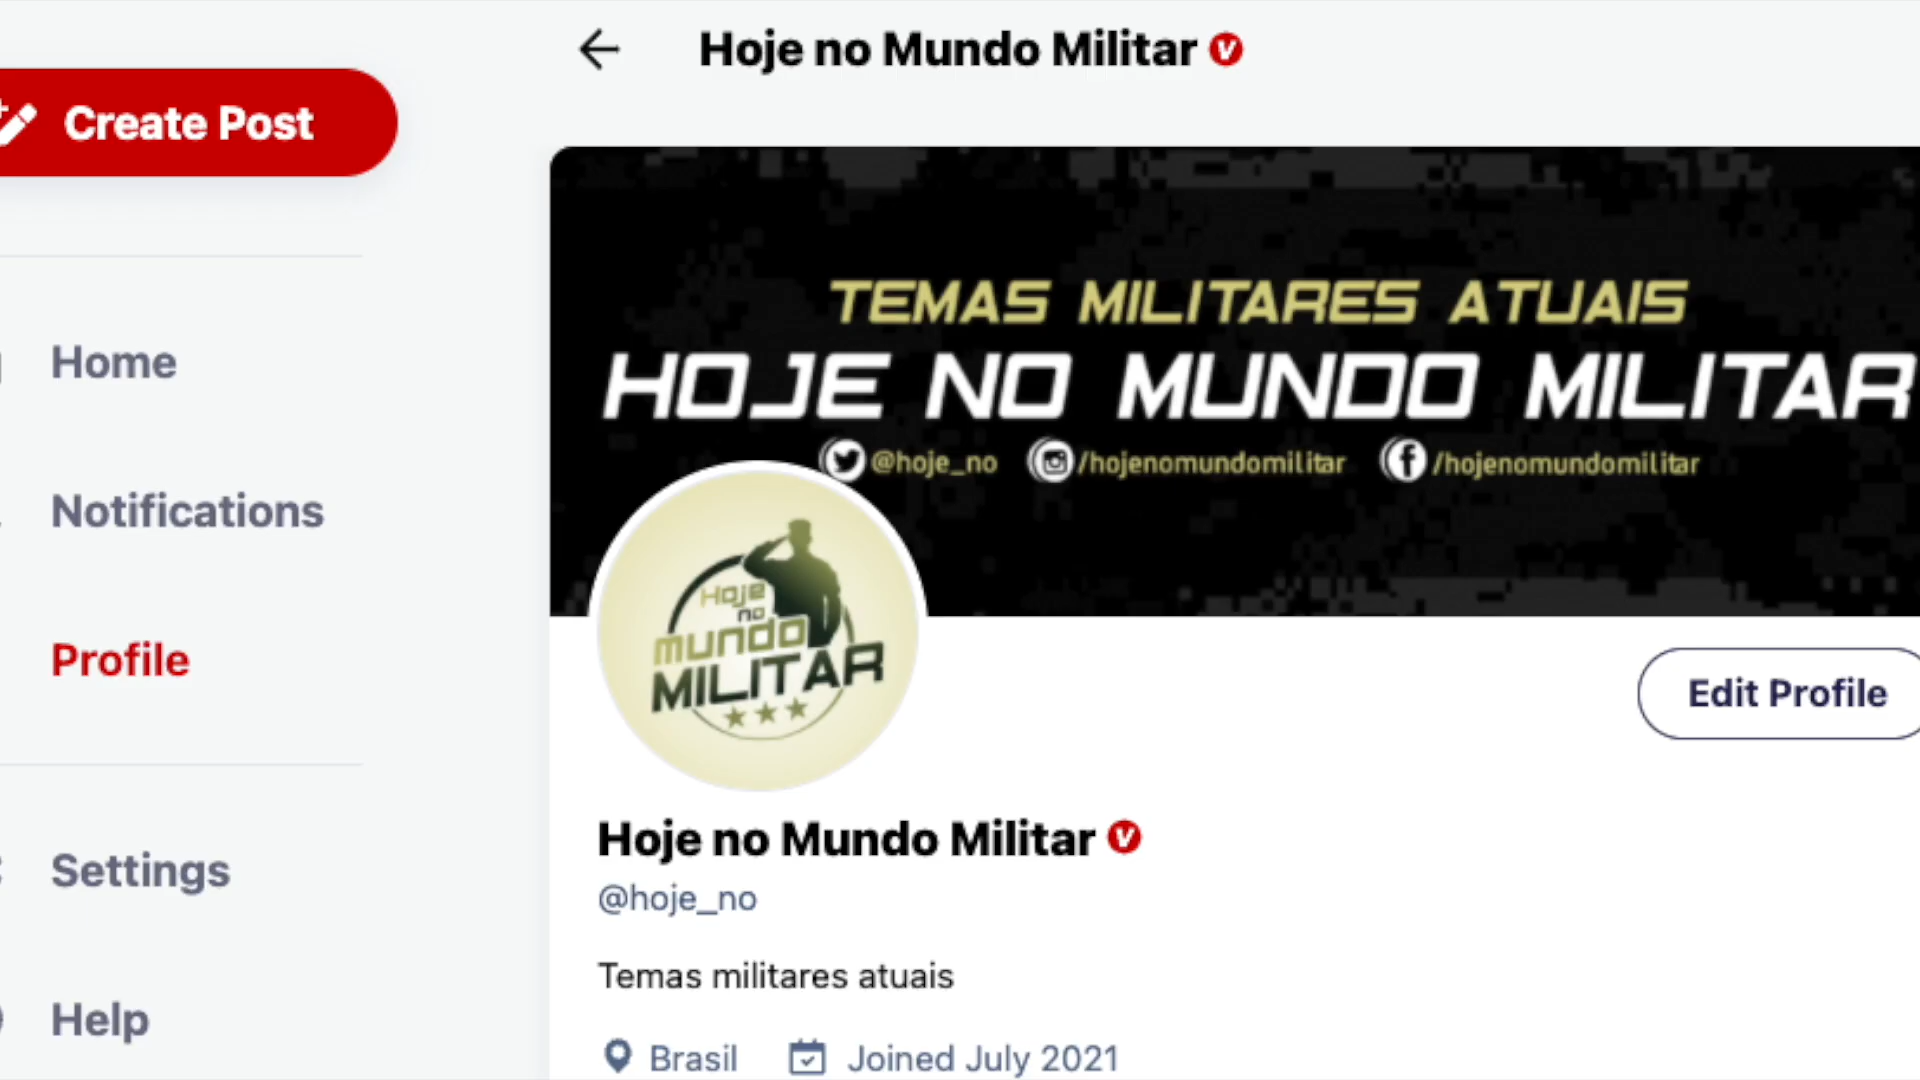 Hoje no Mundo Militar
Create Post
TEMAS MILITARES ATUAIS
HOJE NO MUNDO MILITAR
@hoje_no /hojenomundomilitar /hojenomundomilitar
Home
Notifications
Profile
Settings
Help
Hoje
no
mundo
MILITAR
Edit Profile
Hoje no Mundo Militar
@hoje_no
Temas militares atuais
Brasil Joined July 2021